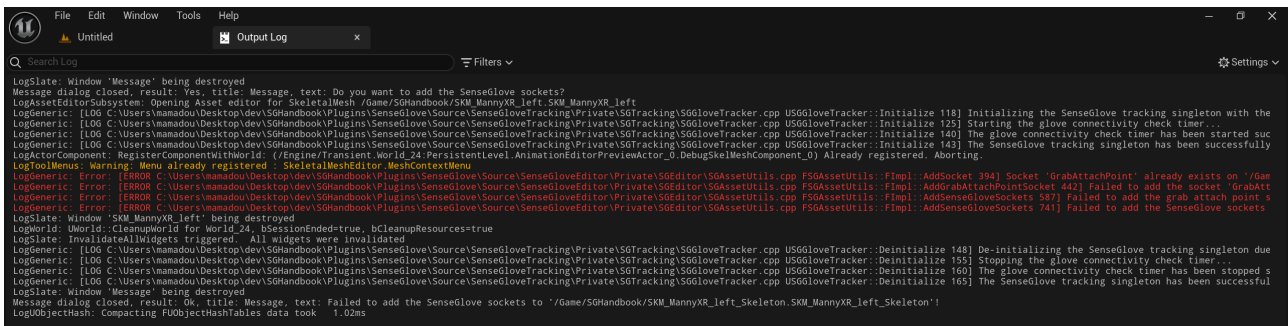 File Edit Window Tools Help
Untitled
Output Log
Search Log
Filters
Settings
LogSlate: Window 'Message' being destroyed
Message dialog closed, result: Yes, title: Message, text: Do you want to add the SenseGlove sockets?
LogAssetEditorSubsystem: Opening Asset editor for SkeletalMesh /Game/SGHandbook/SKM_MannyXR_left.SKM_MannyXR_left
LogGeneric: [LOG C:\Users\mamadou\Desktop\dev\SGHandbook\Plugins\SenseGlove\Source\SenseGlove\Private\SGTracking\SGGloveTracker.cpp USGGloveTracker::Initialize 118] Initializing the SenseGlove tracking singleton with the
LogGeneric: [LOG C:\Users\mamadou\Desktop\dev\SGHandbook\Plugins\SenseGlove\Source\SenseGlove\Private\SGTracking\SGGloveTracker.cpp USGGloveTracker::Initialize 125] Starting the glove connectivity check timer...
LogGeneric: [LOG C:\Users\mamadou\Desktop\dev\SGHandbook\Plugins\SenseGlove\Source\SenseGlove\Private\SGTracking\SGGloveTracker.cpp USGGloveTracker::Initialize 140] The glove connectivity check timer has been started suc
LogGeneric: [LOG C:\Users\mamadou\Desktop\dev\SGHandbook\Plugins\SenseGlove\Source\SenseGlove\Private\SGTracking\SGGloveTracker.cpp USGGloveTracker::Initialize 143] The SenseGlove tracking singleton has been successfully
LogActorComponent: RegisterComponentWithWorld: (/Engine/Transient.World_24:PersistentLevel.AnimationEditorPreviewActor_0.DebugSkelMeshComponent_0) Already registered. Aborting.
LogToolMenus: Warning: Menu already registered : SkeletalMeshEditor.MeshContextMenu
LogGeneric: Error: [ERROR C:\Users\mamadou\Desktop\dev\SGHandbook\Plugins\SenseGlove\Source\SenseGloveEditor\Private\SGEditor\SGAssetUtils.cpp FSGAssetUtils::FImpl::AddSocket 394] Socket 'GrabAttachPoint' already exists on '/Gam
LogGeneric: Error: [ERROR C:\Users\mamadou\Desktop\dev\SGHandbook\Plugins\SenseGlove\Source\SenseGloveEditor\Private\SGEditor\SGAssetUtils.cpp FSGAssetUtils::FImpl::AddGrabAttachPointSocket 442] Failed to add the socket 'GrabAtt
LogGeneric: Error: [ERROR C:\Users\mamadou\Desktop\dev\SGHandbook\Plugins\SenseGlove\Source\SenseGloveEditor\Private\SGEditor\SGAssetUtils.cpp FSGAssetUtils::FImpl::AddSenseGloveSockets 587] Failed to add the grab attach point s
LogGeneric: Error: [ERROR C:\Users\mamadou\Desktop\dev\SGHandbook\Plugins\SenseGlove\Source\SenseGloveEditor\Private\SGEditor\SGAssetUtils.cpp FSGAssetUtils::FImpl::AddSenseGloveSockets 741] Failed to add the SenseGlove sockets
LogSlate: Window 'SKM_MannyXR_left' being destroyed
LogWorld: UWorld::CleanupWorld for World_24, bSessionEnded=true, bCleanupResources=true
LogSlate: InvalidateAllWidgets triggered.  All widgets were invalidated
LogGeneric: [LOG C:\Users\mamadou\Desktop\dev\SGHandbook\Plugins\SenseGlove\Source\SenseGlove\Private\SGTracking\SGGloveTracker.cpp USGGloveTracker::Deinitialize 148] De-initializing the SenseGlove tracking singleton due
LogGeneric: [LOG C:\Users\mamadou\Desktop\dev\SGHandbook\Plugins\SenseGlove\Source\SenseGlove\Private\SGTracking\SGGloveTracker.cpp USGGloveTracker::Deinitialize 155] Stopping the glove connectivity check timer...
LogGeneric: [LOG C:\Users\mamadou\Desktop\dev\SGHandbook\Plugins\SenseGlove\Source\SenseGlove\Private\SGTracking\SGGloveTracker.cpp USGGloveTracker::Deinitialize 160] The glove connectivity check timer has been stopped s
LogGeneric: [LOG C:\Users\mamadou\Desktop\dev\SGHandbook\Plugins\SenseGlove\Source\SenseGlove\Private\SGTracking\SGGloveTracker.cpp USGGloveTracker::Deinitialize 165] The SenseGlove tracking singleton has been successful
LogSlate: Window 'Message' being destroyed
Message dialog closed, result: Ok, title: Message, text: Failed to add the SenseGlove sockets to '/Game/SGHandbook/SKM_MannyXR_left_Skeleton.SKM_MannyXR_left_Skeleton'!
LogUObjectHash: Compacting FUObjectHashTables data took   1.02ms